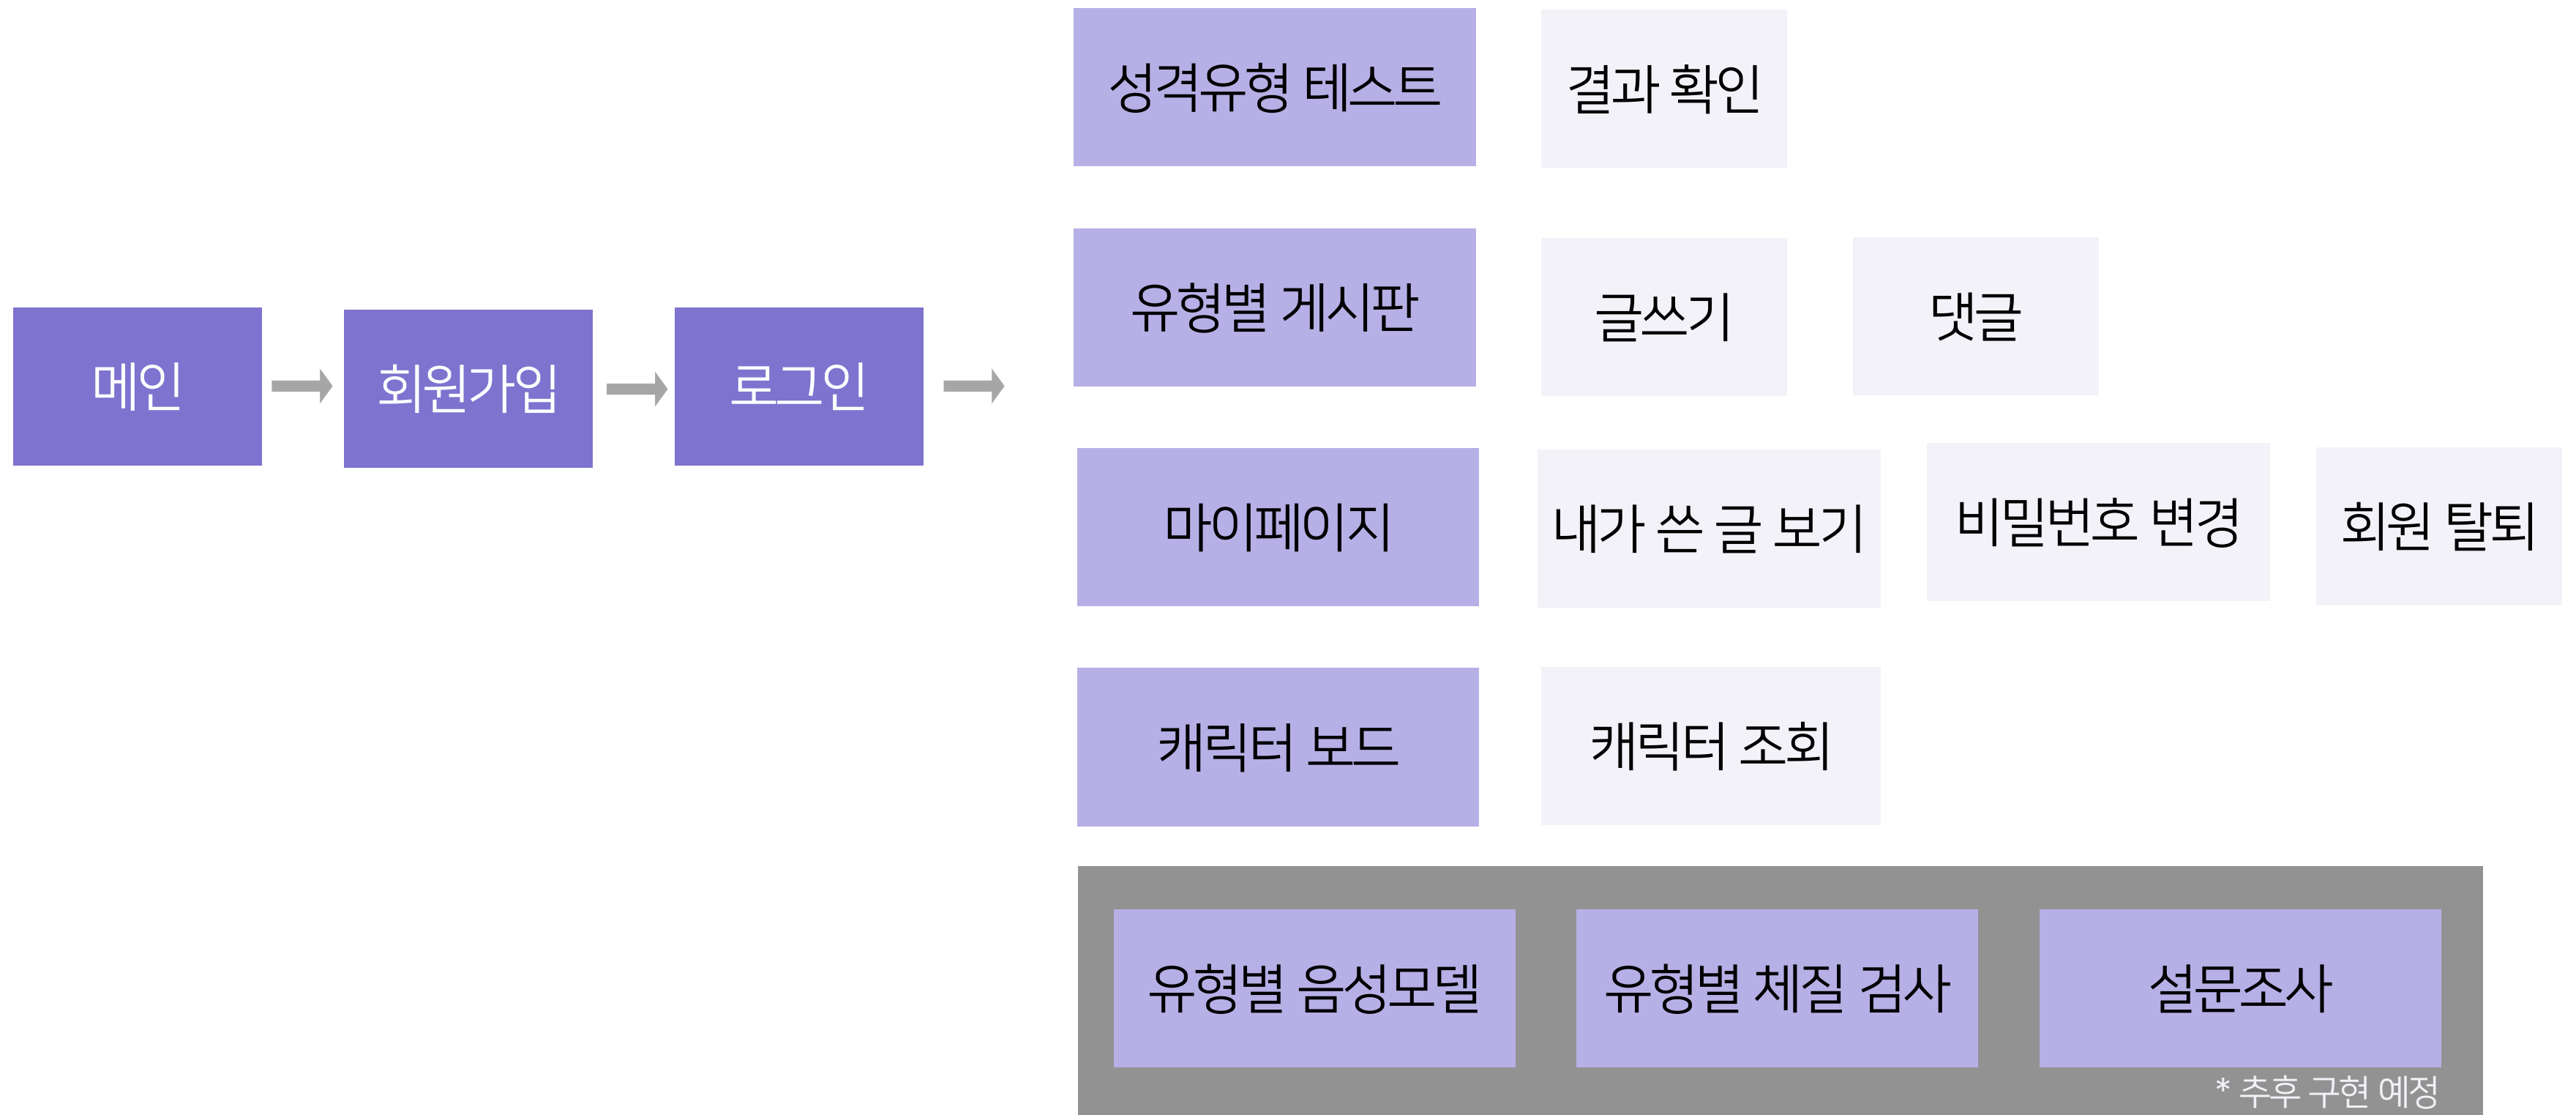 메인
회원가입
로그인
성격유형 테스트
결과 확인
유형별 게시판
글쓰기
댓글
마이페이지
내가 쓴 글 보기
비밀번호 변경
회원 탈퇴
캐릭터 보드
캐릭터 조회
유형별 음성모델
유형별 체질 검사
설문조사
* 추후 구현 예정